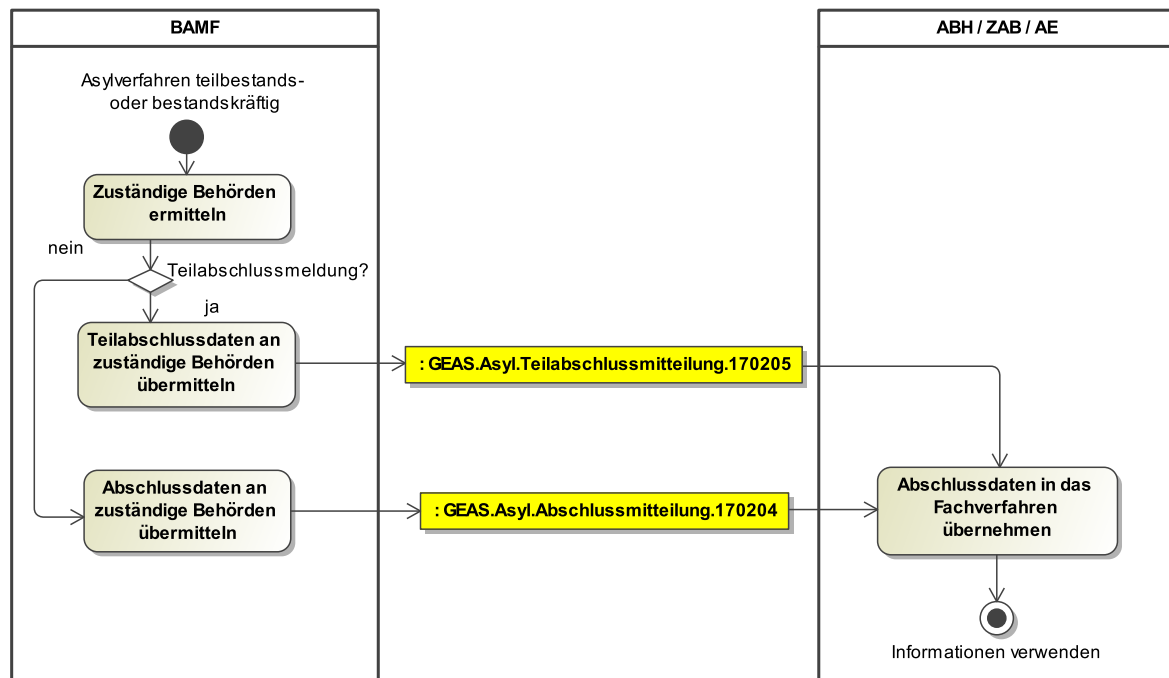 BAMF
ABH / ZAB / AE
Asylverfahren teilbestands-
oder bestandskräftig
Zuständige Behörden
ermitteln
nein
Teilabschlussmeldung?
ja
Teilabschlussdaten an
zuständige Behörden
übermitteln
: GEAS.Asyl.Teilabschlussmitteilung.170205
Abschlussdaten an
zuständige Behörden
übermitteln
: GEAS.Asyl.Abschlussmitteilung.170204
Abschlussdaten in das
Fachverfahren
übernehmen
Informationen verwenden